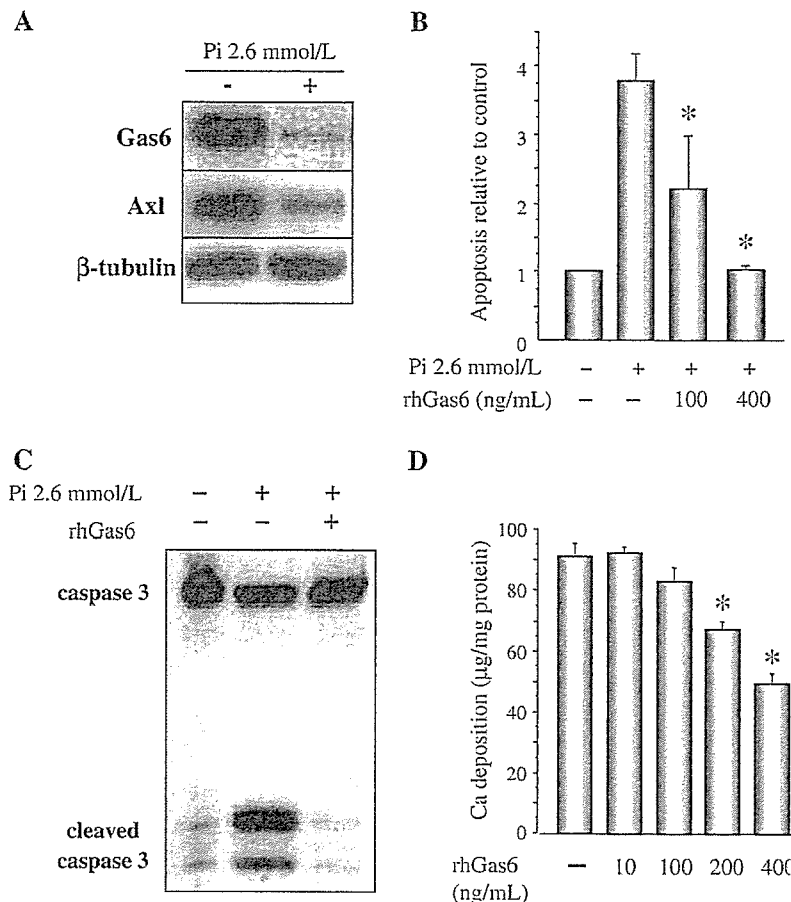 A
Pi 2.6 mmol/L
- +
Gas6
Axl
β-tubulin
B
Apoptosis relative to control
4
3
2
1
0
* *
Pi 2.6 mmol/L – + + +
rhGas6 (ng/mL) – – 100 400
C
Pi 2.6 mmol/L – + +
rhGas6 – – +
caspase 3
cleaved
caspase 3
D
Ca deposition (µg/mg protein)
100
80
60
40
20
0
* *
rhGas6 – 10 100 200 400
(ng/mL)